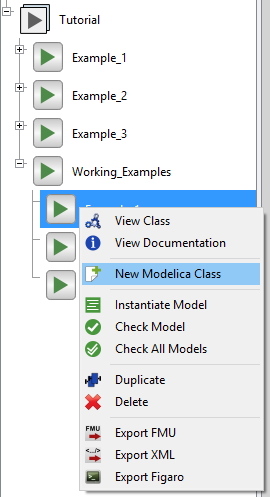 Tutorial
Example_1
Example_2
Example_3
Working_Examples
View Class
View Documentation
New Modelica Class
Instantiate Model
Check Model
Check All Models
Duplicate
Delete
FMU
Export FMU
Export XML
Export Figaro